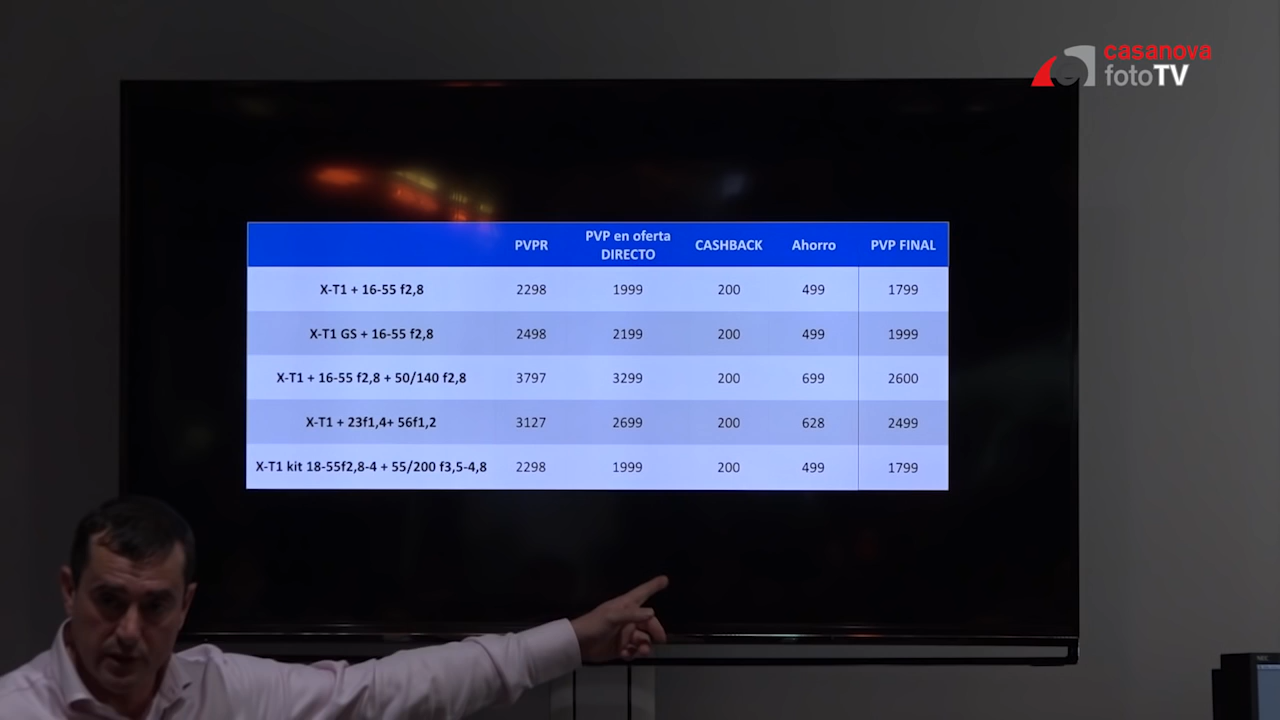 casanova
fotoTV
PVPR PVP en oferta DIRECTO CASHBACK Ahorro PVP FINAL
X-T1 + 16-55 f2,8 2298 1999 200 499 1799
X-T1 GS + 16-55 f2,8 2498 2199 200 499 1999
X-T1 + 16-55 f2,8 + 50/140 f2,8 3797 3299 200 699 2600
X-T1 + 23f1,4+ 56f1,2 3127 2699 200 628 2499
X-T1 kit 18-55f2,8-4 + 55/200 f3,5-4,8 2298 1999 200 499 1799